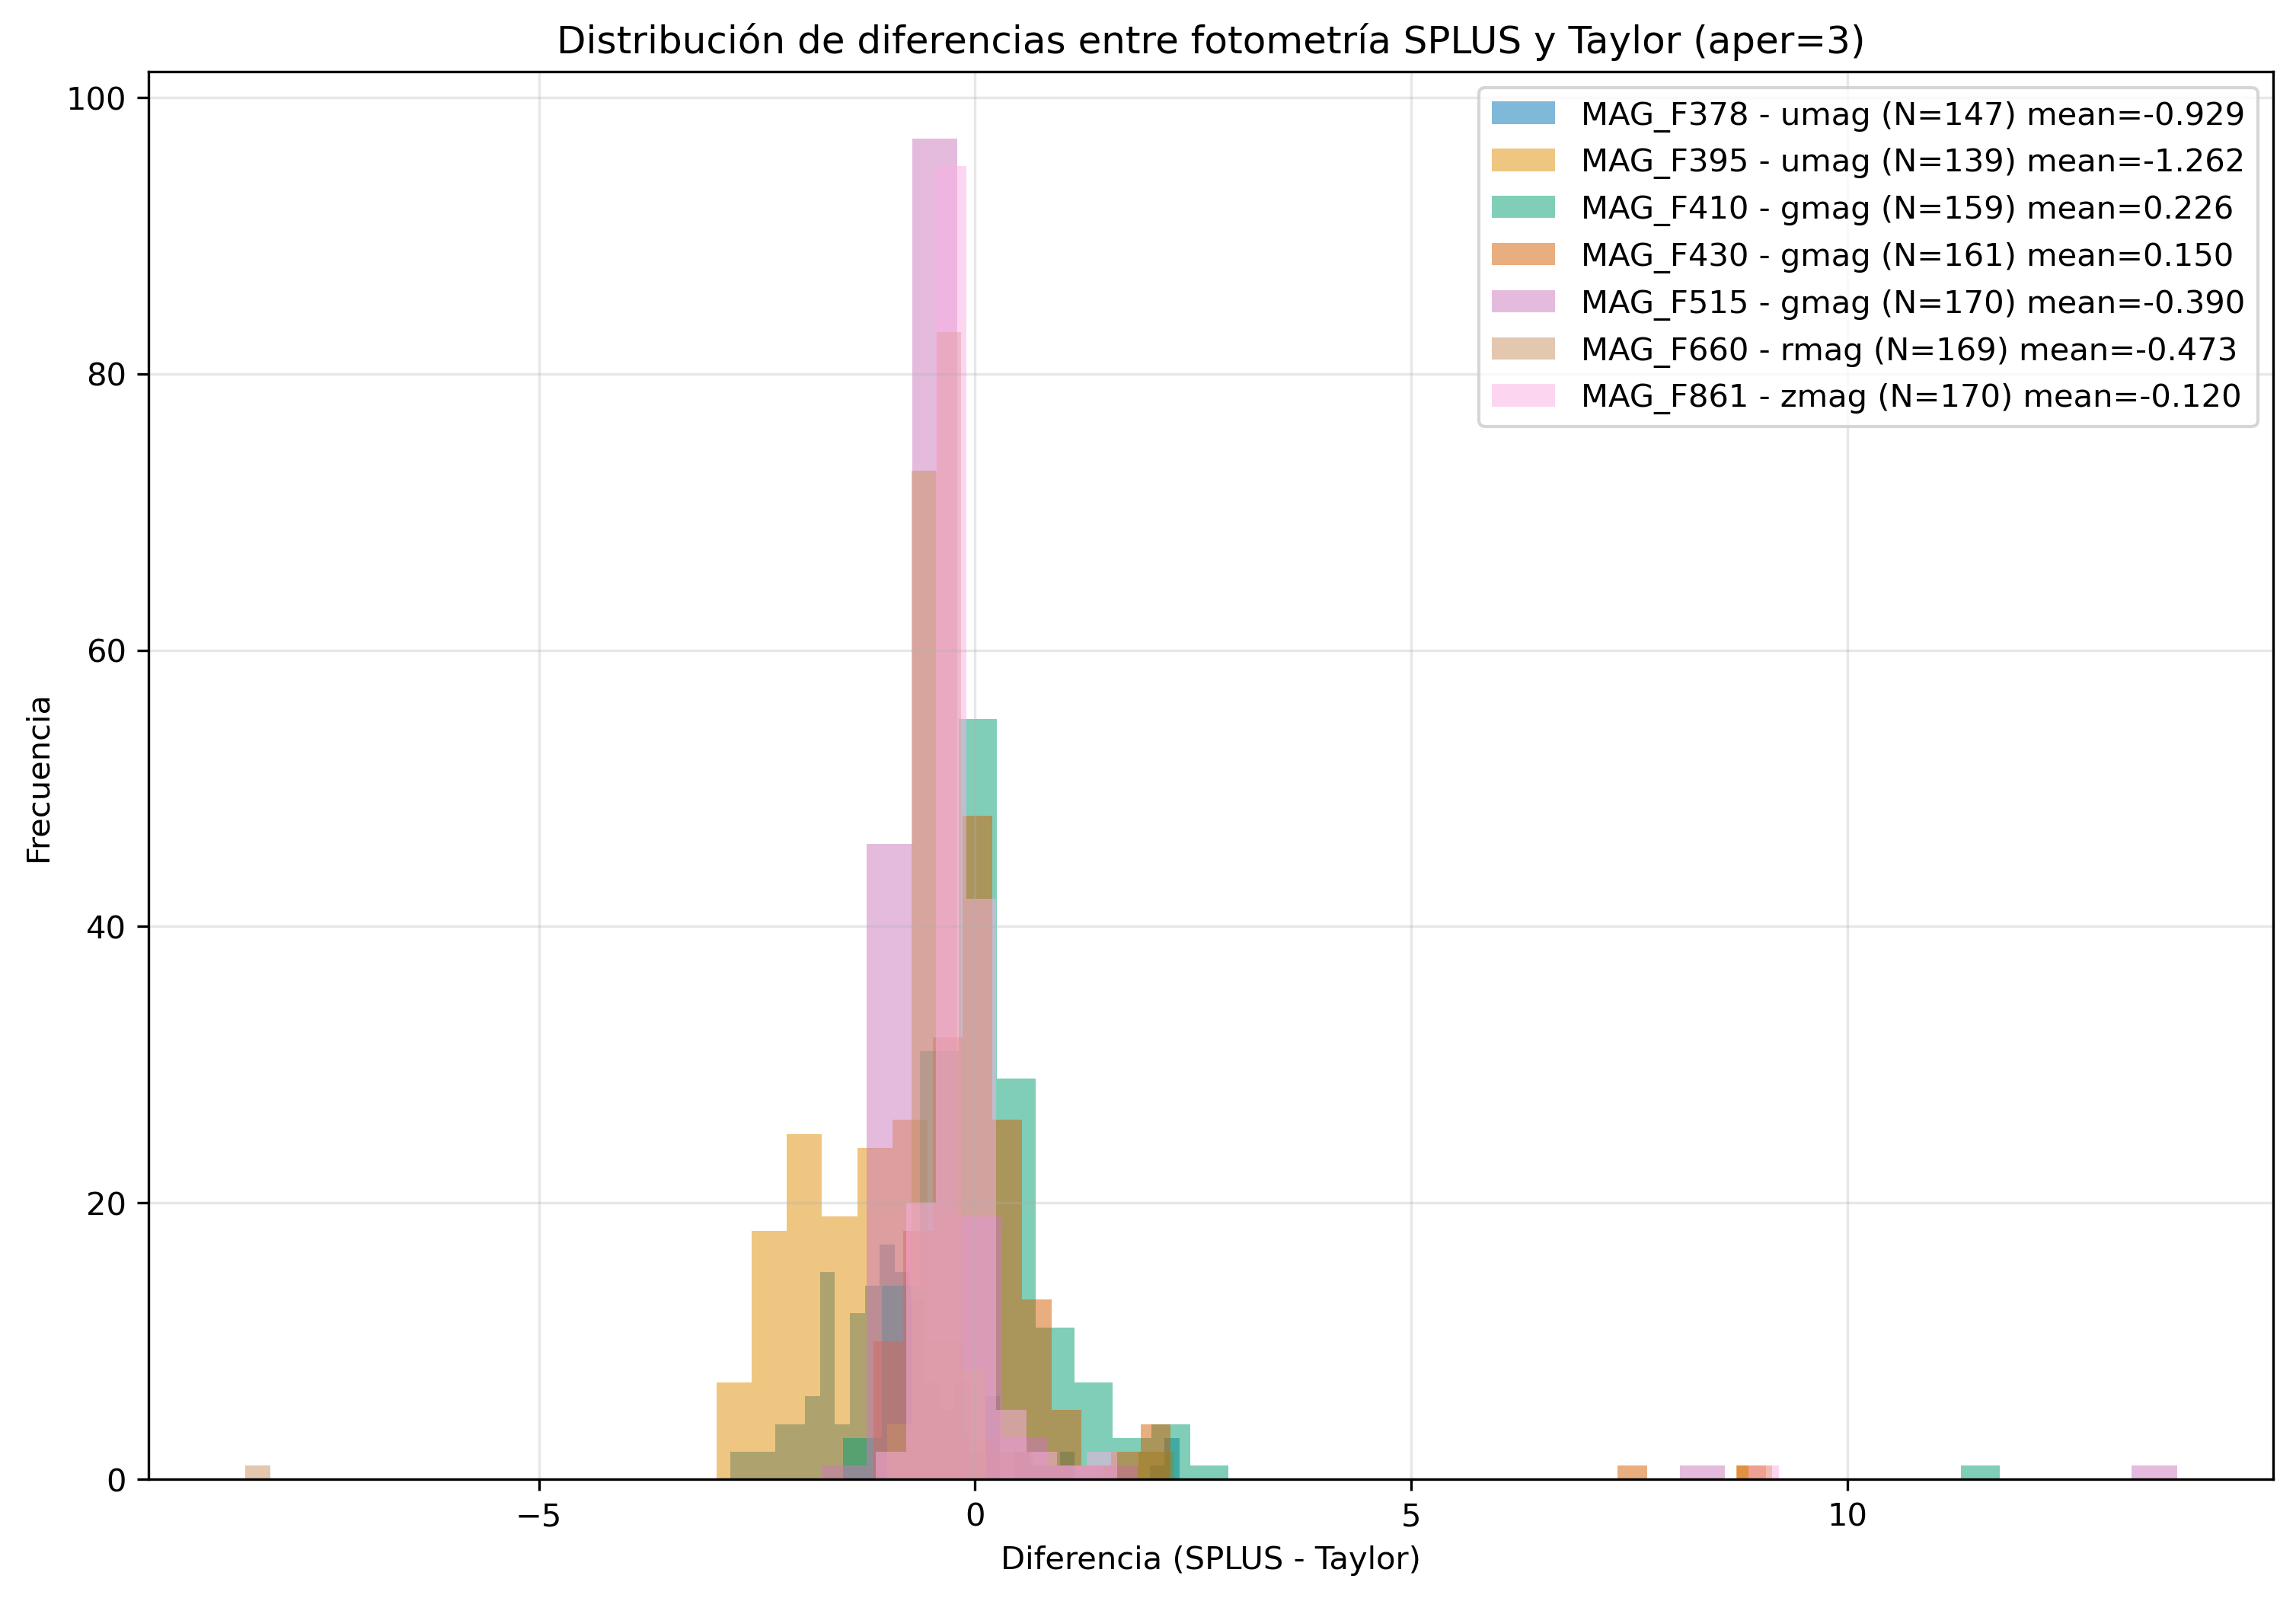 Distribución de diferencias entre fotometría SPLUS y Taylor (aper=3)
100
80
60
40
20
0
Frecuencia
MAG_F378 - umag (N=147) mean=-0.929
MAG_F395 - umag (N=139) mean=-1.262
MAG_F410 - gmag (N=159) mean=0.226
MAG_F430 - gmag (N=161) mean=0.150
MAG_F515 - gmag (N=170) mean=-0.390
MAG_F660 - rmag (N=169) mean=-0.473
MAG_F861 - zmag (N=170) mean=-0.120
−5 0 5 10
Diferencia (SPLUS - Taylor)